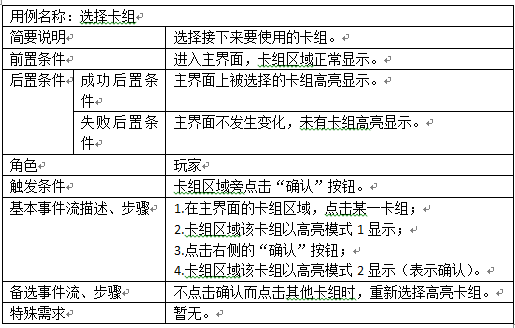 用例名称：选择卡组
简要说明 选择接下来要使用的卡组。
前置条件 进入主界面，卡组区域正常显示。
后置条件 成功后置条件 主界面上被选择的卡组高亮显示。
失败后置条件 主界面不发生变化，未有卡组高亮显示。
角色 玩家
触发条件 卡组区域旁点击“确认”按钮。
基本事件流描述、步骤 1.在主界面的卡组区域，点击某一卡组；
2.卡组区域该卡组以高亮模式 1 显示；
3.点击右侧的“确认”按钮；
4.卡组区域该卡组以高亮模式 2 显示（表示确认）。
备选事件流、步骤 不点击确认而点击其他卡组时，重新选择高亮卡组。
特殊需求 暂无。